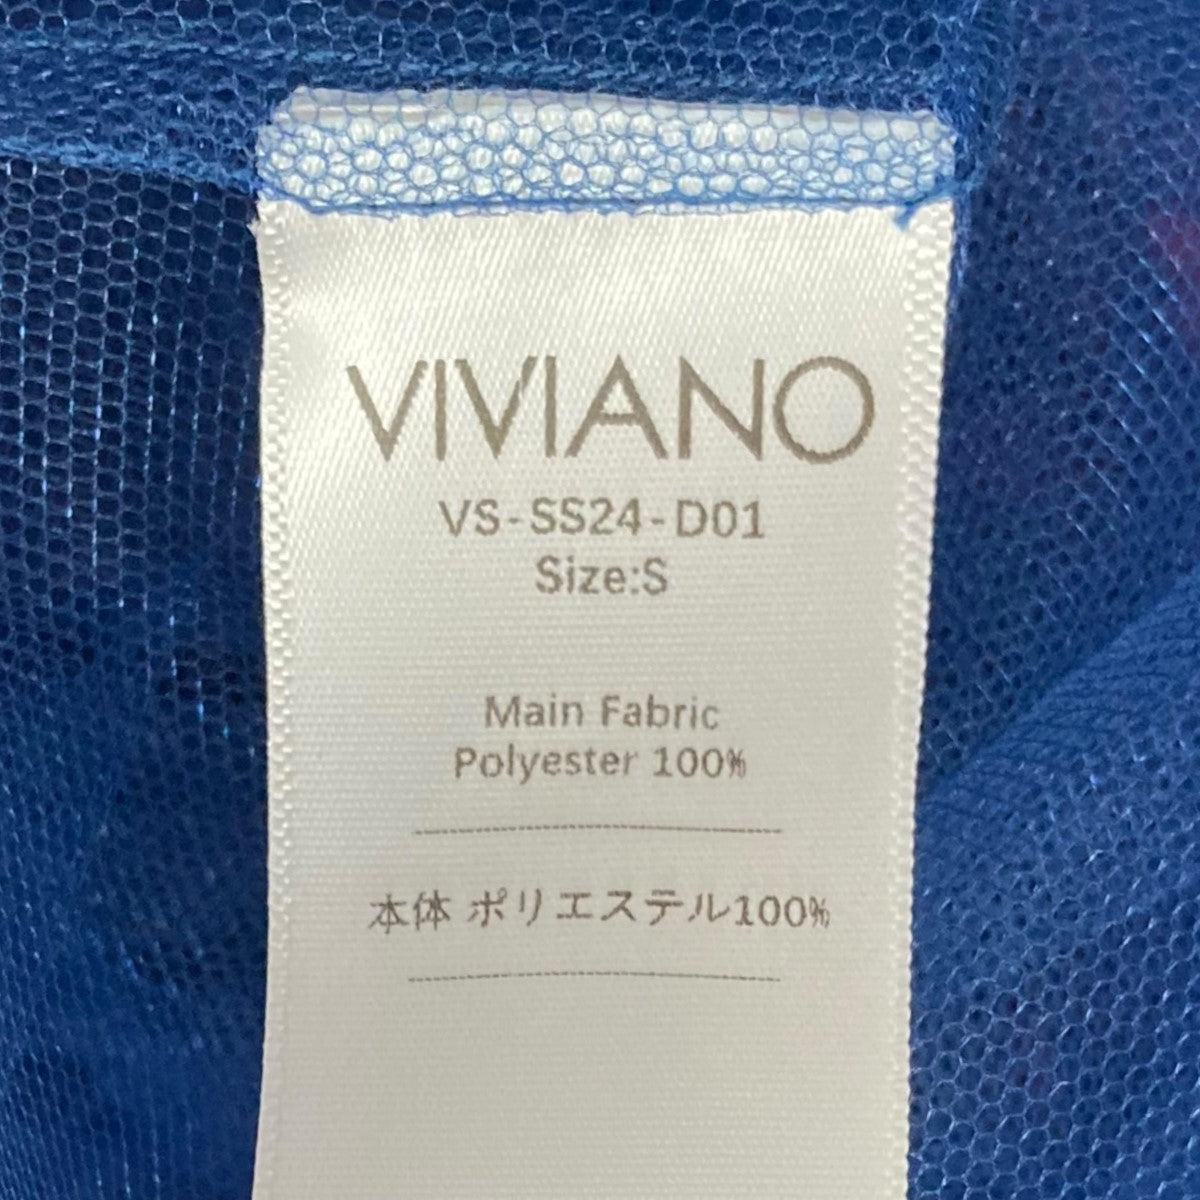 VIVIANO
VS-SS24-D01
Size:S
Main Fabric
Polyester 100%
本体 ポリエステル100%